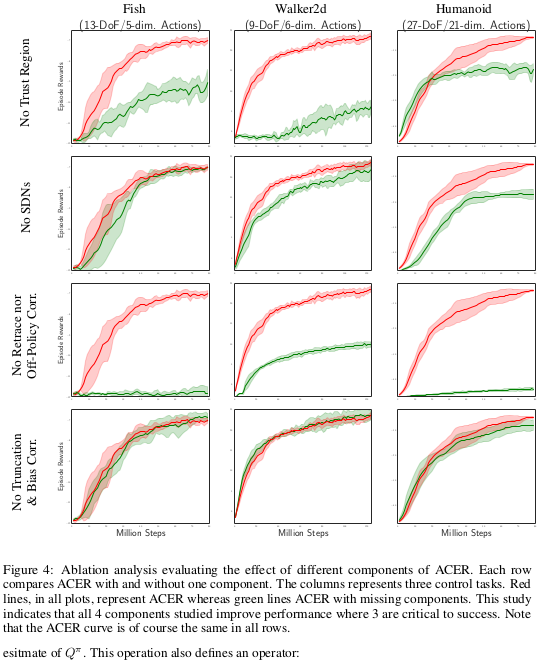 Fish
Walker2d
Humanoid
(13-DoF/5-dim. Actions)
(9-DoF/6-dim. Actions)
(27-DoF/21-dim. Actions)
No Trust Region
Episode Rewards
No SDNs
Episode Rewards
No Retrace nor
Off-Policy Corr.
Episode Rewards
No Truncation
& Bias Corr.
Episode Rewards
Million Steps
Million Steps
Figure 4: Ablation analysis evaluating the effect of different components of ACER. Each row
compares ACER with and without one component. The columns represents three control tasks. Red
lines, in all plots, represent ACER whereas green lines ACER with missing components. This study
indicates that all 4 components studied improve performance where 3 are critical to success. Note
that the ACER curve is of course the same in all rows.
esitmate of Q^π. This operation also defines an operator: